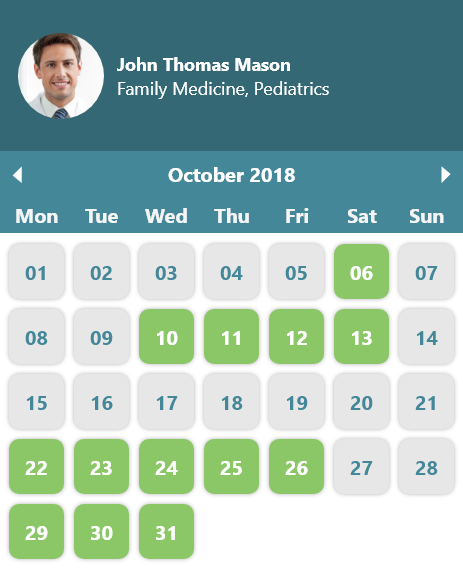 John Thomas Mason
Family Medicine, Pediatrics
October 2018
Mon Tue Wed Thu Fri Sat Sun
01 02 03 04 05 06 07
08 09 10 11 12 13 14
15 16 17 18 19 20 21
22 23 24 25 26 27 28
29 30 31